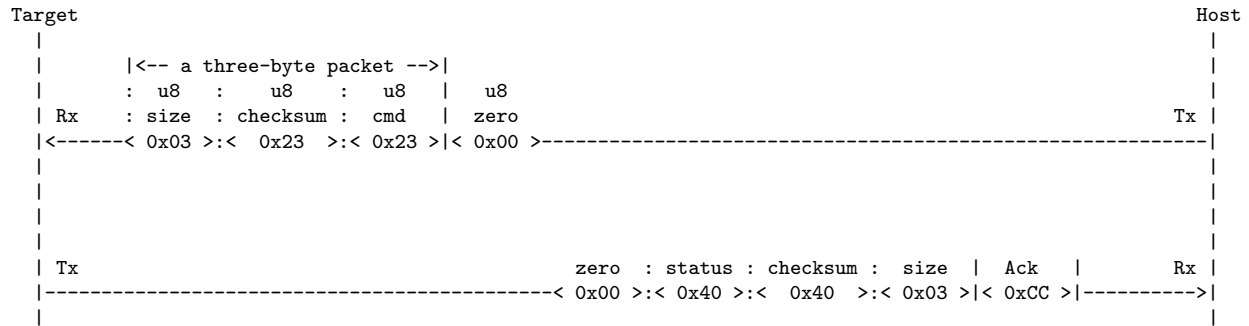 Target Host
|<-- a three-byte packet -->|
: u8 : u8 : u8 | u8
Rx : size : checksum : cmd | zero Tx
|<------< 0x03 >:< 0x23 >:< 0x23 >|< 0x00 >-----------------------------------------------------------|
Tx zero : status : checksum : size | Ack | Rx
|---------------------------------------------< 0x00 >:< 0x40 >:< 0x40 >:< 0x03 >|< 0xCC >|---------->|